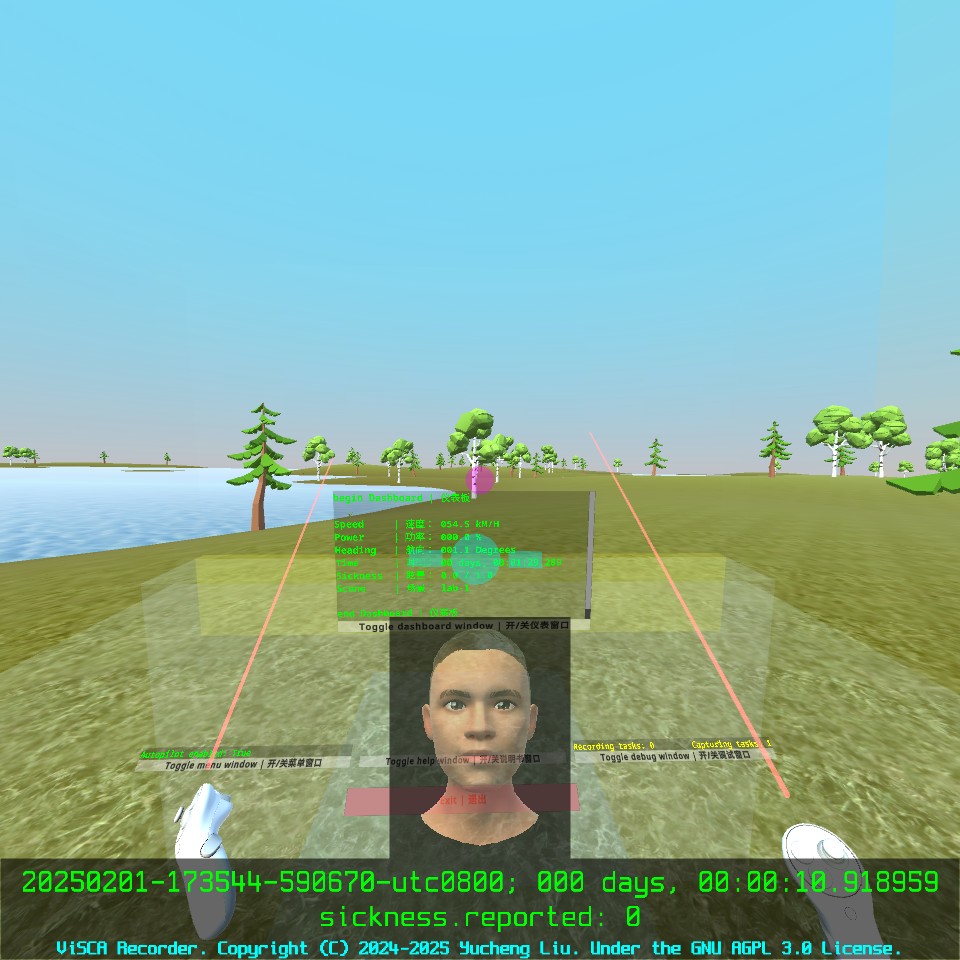 begin Dashboard | 仪表板
Speed | 速度： 054.5 kM/H
Power | 功率： 000.0 %
Heading | 航向： 001.1 Degrees
Time
Sickness
Scene
end Dashboard | 仪表板
Toggle dashboard window | 开/关仪表窗口
Recording tasks: 0 Capturing tasks: 1
Autopilot enabled: True
Toggle menu window | 开/关菜单窗口
Toggle help window | 开/关说明书窗口
Toggle debug window | 开/关调试窗口
Exit | 退出
20250201-173544-590670-utc0800; 000 days, 00:00:10.918959
sickness.reported: 0
ViSCA Recorder. Copyright (C) 2024-2025 Yucheng Liu. Under the GNU AGPL 3.0 License.